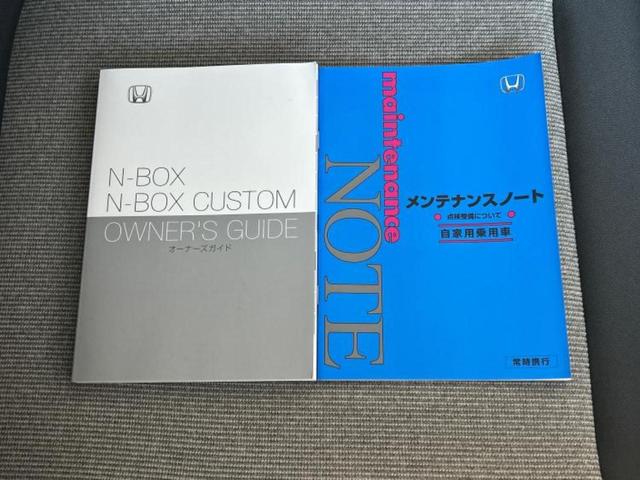 N-BOX
N-BOX CUSTOM
OWNER'S GUIDE
オーナーズガイド
maintenance
NOTE
メンテナンスノート
点検整備について
自家用乗用車
常時携行